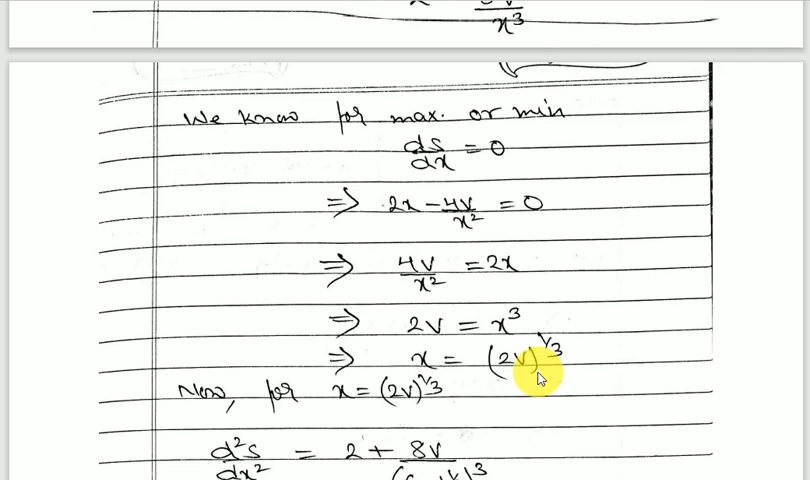 x³
We know for max. or min
ds/dx = 0
⇒ 2x - 4V/x² = 0
⇒ 4V/x² = 2x
⇒ 2V = x³
⇒ x = (2V)^1/3
Now, for x = (2V)^1/3
d²s/dx² = 2 + 8V/